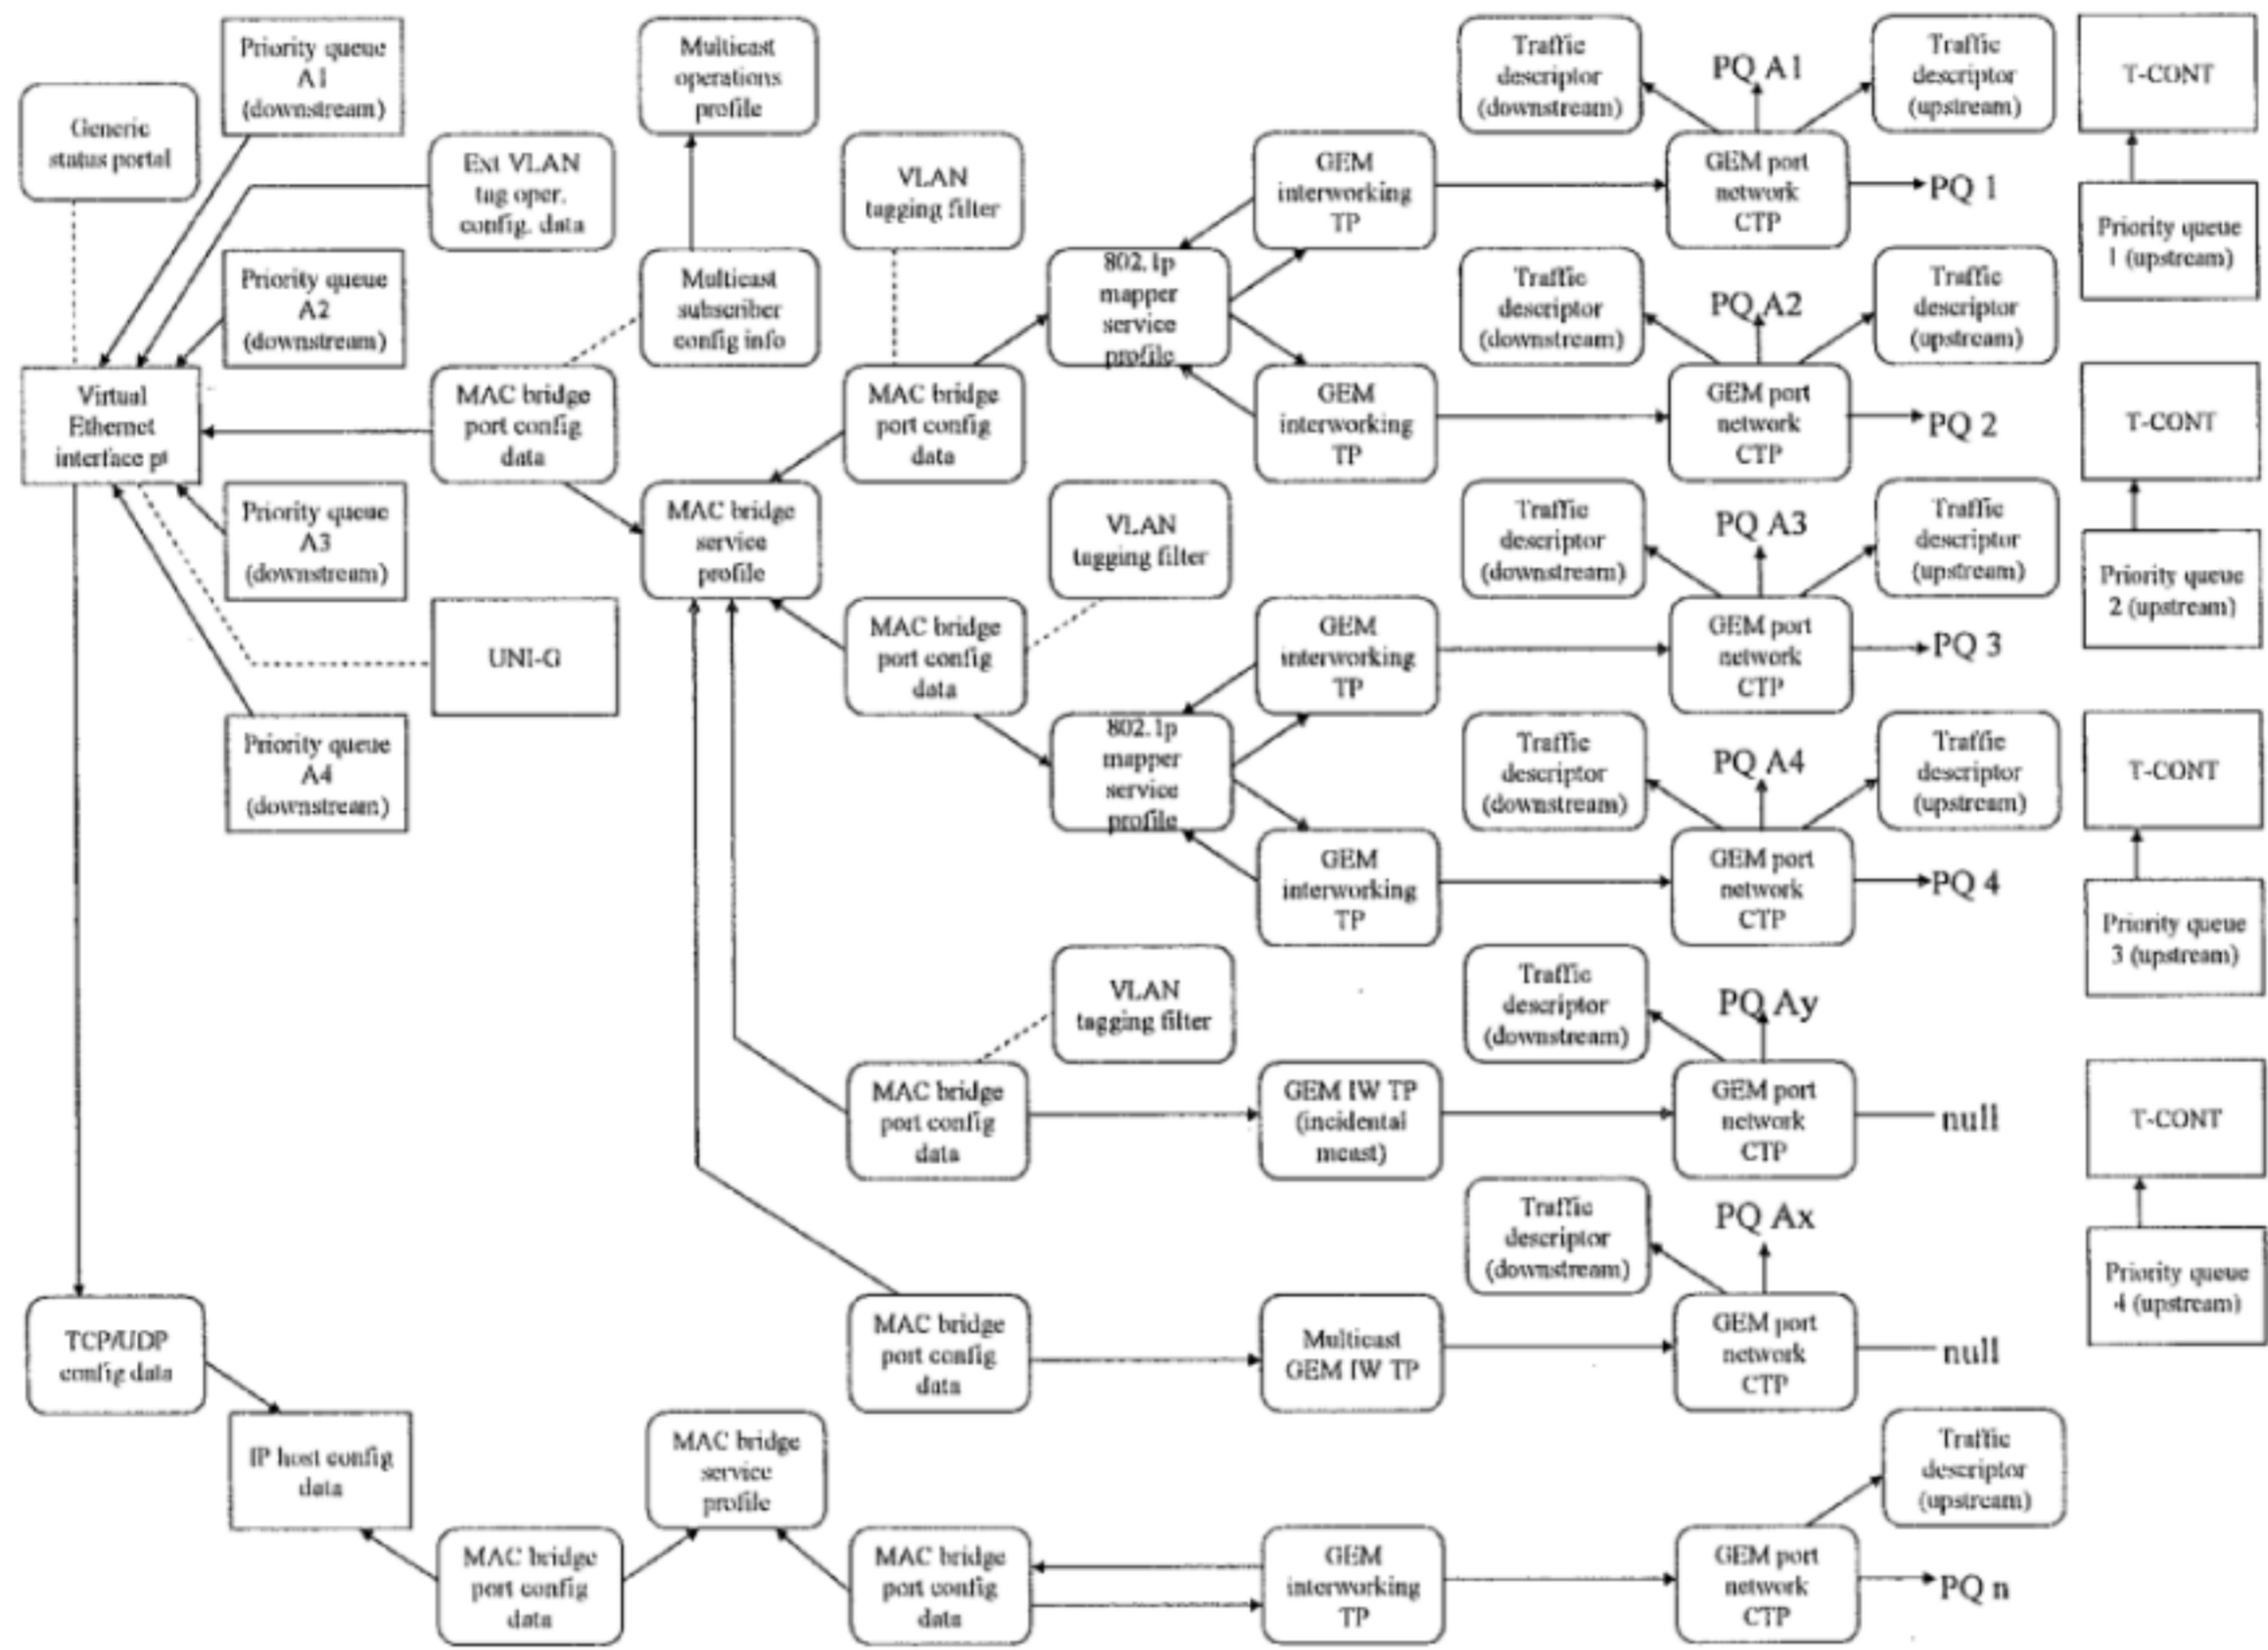 Priority queue
A1
(downstream)
Multicast
operations
profile
Traffic
descriptor
(downstream)
PQ A1
Traffic
descriptor
(upstream)
T-CONT
Generic
status portal
Ext VLAN
tag oper.
config. data
VLAN
tagging filter
GEM
interworking
TP
GEM port
network
CTP
PQ 1
Priority queue
1 (upstream)
Priority queue
A2
(downstream)
Multicast
subscriber
config info
802.1p
mapper
service
profile
Traffic
descriptor
(downstream)
PQ A2
Traffic
descriptor
(upstream)
Virtual
Ethernet
interface pt
MAC bridge
port config
data
MAC bridge
port config
data
GEM
interworking
TP
GEM port
network
CTP
PQ 2
T-CONT
Priority queue
A3
(downstream)
MAC bridge
service
profile
VLAN
tagging filter
Traffic
descriptor
(downstream)
PQ A3
Traffic
descriptor
(upstream)
Priority queue
2 (upstream)
UNI-G
MAC bridge
port config
data
GEM
interworking
TP
GEM port
network
CTP
PQ 3
Priority queue
A4
(downstream)
802.1p
mapper
service
profile
Traffic
descriptor
(downstream)
PQ A4
Traffic
descriptor
(upstream)
T-CONT
GEM
interworking
TP
GEM port
network
CTP
PQ 4
Priority queue
3 (upstream)
VLAN
tagging filter
Traffic
descriptor
(downstream)
PQ Ay
MAC bridge
port config
data
GEM IW TP
(incidental
mcast)
GEM port
network
CTP
null
T-CONT
Traffic
descriptor
(downstream)
PQ Ax
Priority queue
4 (upstream)
TCP/UDP
config data
MAC bridge
port config
data
Multicast
GEM IW TP
GEM port
network
CTP
null
IP host config
data
MAC bridge
service
profile
Traffic
descriptor
(upstream)
MAC bridge
port config
data
MAC bridge
port config
data
GEM
interworking
TP
GEM port
network
CTP
PQ n